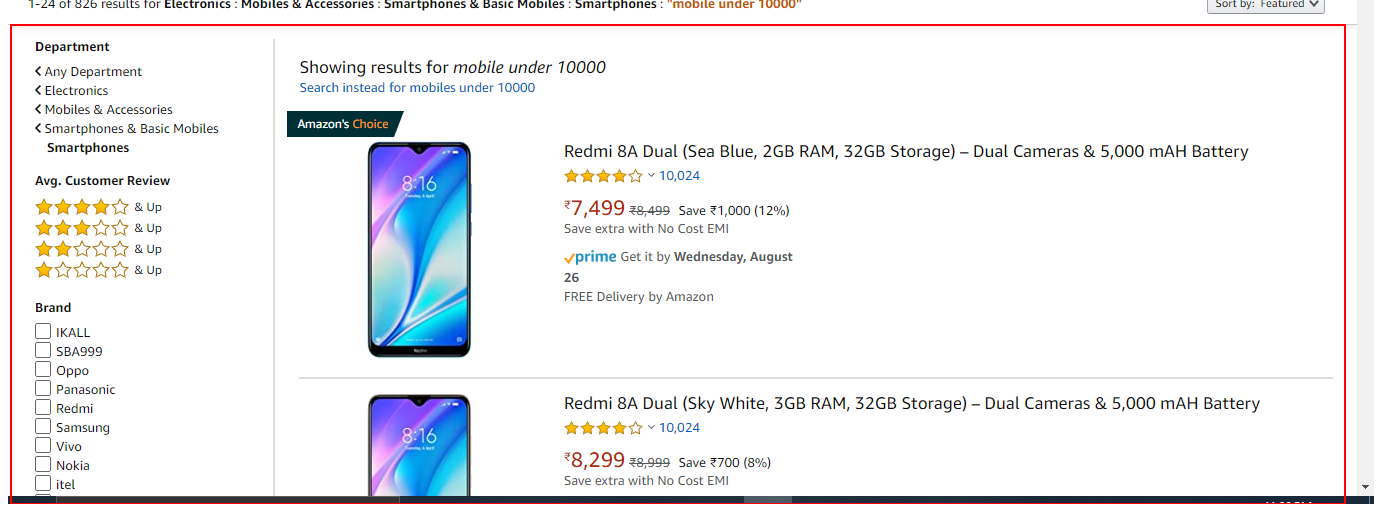 1-24 of 826 results for Electronics : Mobiles & Accessories : Smartphones & Basic Mobiles : Smartphones : "mobile under 10000"
Sort by: Featured
Department
Any Department
Electronics
Mobiles & Accessories
Smartphones & Basic Mobiles
Smartphones
Avg. Customer Review
& Up
& Up
& Up
& Up
Brand
IKALL
SBA999
Oppo
Panasonic
Redmi
Samsung
Vivo
Nokia
itel
Showing results for mobile under 10000
Search instead for mobiles under 10000
Amazon's Choice
8:16
Redmi
Redmi 8A Dual (Sea Blue, 2GB RAM, 32GB Storage) – Dual Cameras & 5,000 mAH Battery
10,024
₹7,499 ₹8,499 Save ₹1,000 (12%)
Save extra with No Cost EMI
prime Get it by Wednesday, August
26
FREE Delivery by Amazon
8:16
Redmi 8A Dual (Sky White, 3GB RAM, 32GB Storage) – Dual Cameras & 5,000 mAH Battery
10,024
₹8,299 ₹8,999 Save ₹700 (8%)
Save extra with No Cost EMI